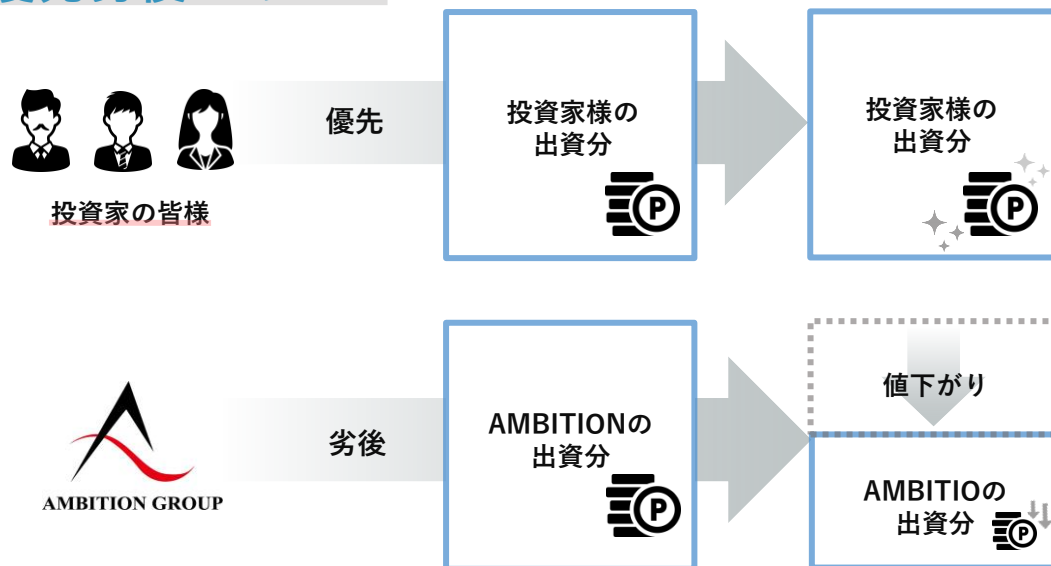 優先
投資家様の
出資分
P
投資家様の
出資分
P
投資家の皆様
値下がり
劣後
AMBITIONの
出資分
P
AMBITIOの
出資分
P
AMBITION GROUP